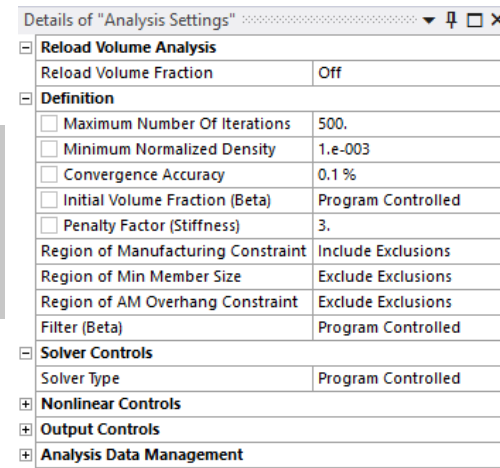 Details of "Analysis Settings"
Reload Volume Analysis
Reload Volume Fraction Off
Definition
Maximum Number Of Iterations 500.
Minimum Normalized Density 1.e-003
Convergence Accuracy 0.1 %
Initial Volume Fraction (Beta) Program Controlled
Penalty Factor (Stiffness) 3.
Region of Manufacturing Constraint Include Exclusions
Region of Min Member Size Exclude Exclusions
Region of AM Overhang Constraint Exclude Exclusions
Filter (Beta) Program Controlled
Solver Controls
Solver Type Program Controlled
Nonlinear Controls
Output Controls
Analysis Data Management